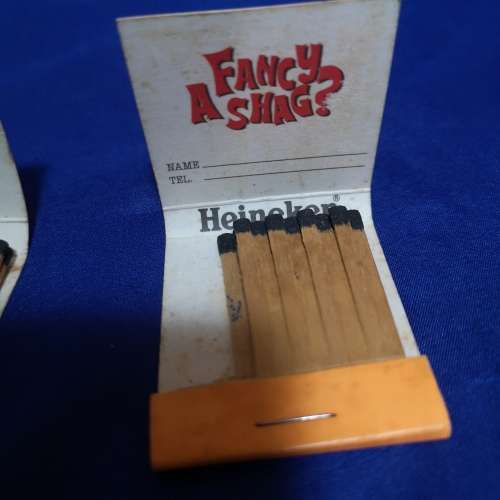 FANCY
A SHAG?
NAME
TEL.
Heineken®